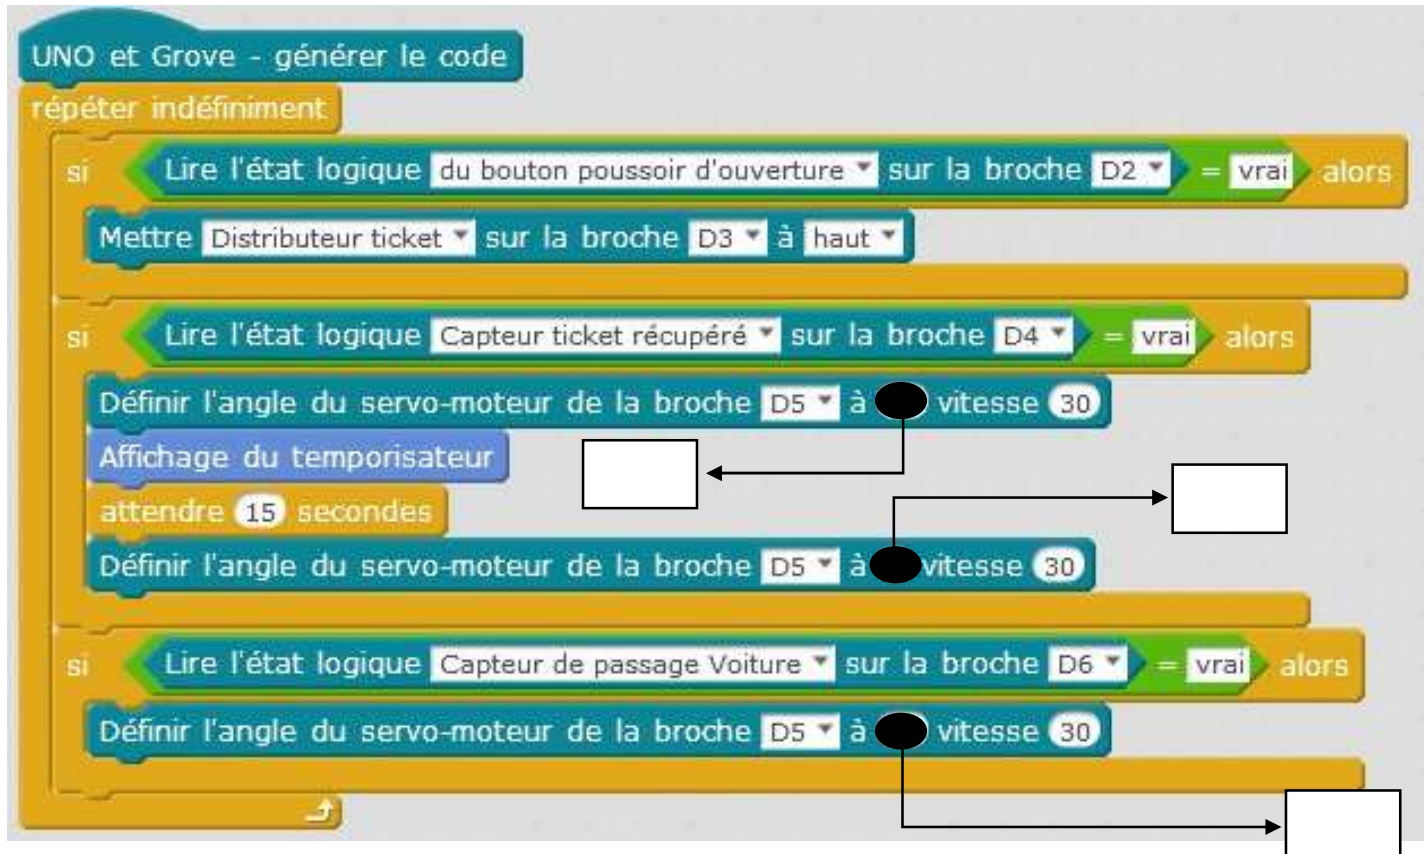 UNO et Grove - générer le code
répéter indéfiniment
si Lire l'état logique du bouton poussoir d'ouverture sur la broche D2 = vrai alors
Mettre Distributeur ticket sur la broche D3 à haut
si Lire l'état logique Capteur ticket récupéré sur la broche D4 = vrai alors
Définir l'angle du servo-moteur de la broche D5 à vitesse 30
Affichage du temporisateur
attendre 15 secondes
Définir l'angle du servo-moteur de la broche D5 à vitesse 30
si Lire l'état logique Capteur de passage Voiture sur la broche D6 = vrai alors
Définir l'angle du servo-moteur de la broche D5 à vitesse 30